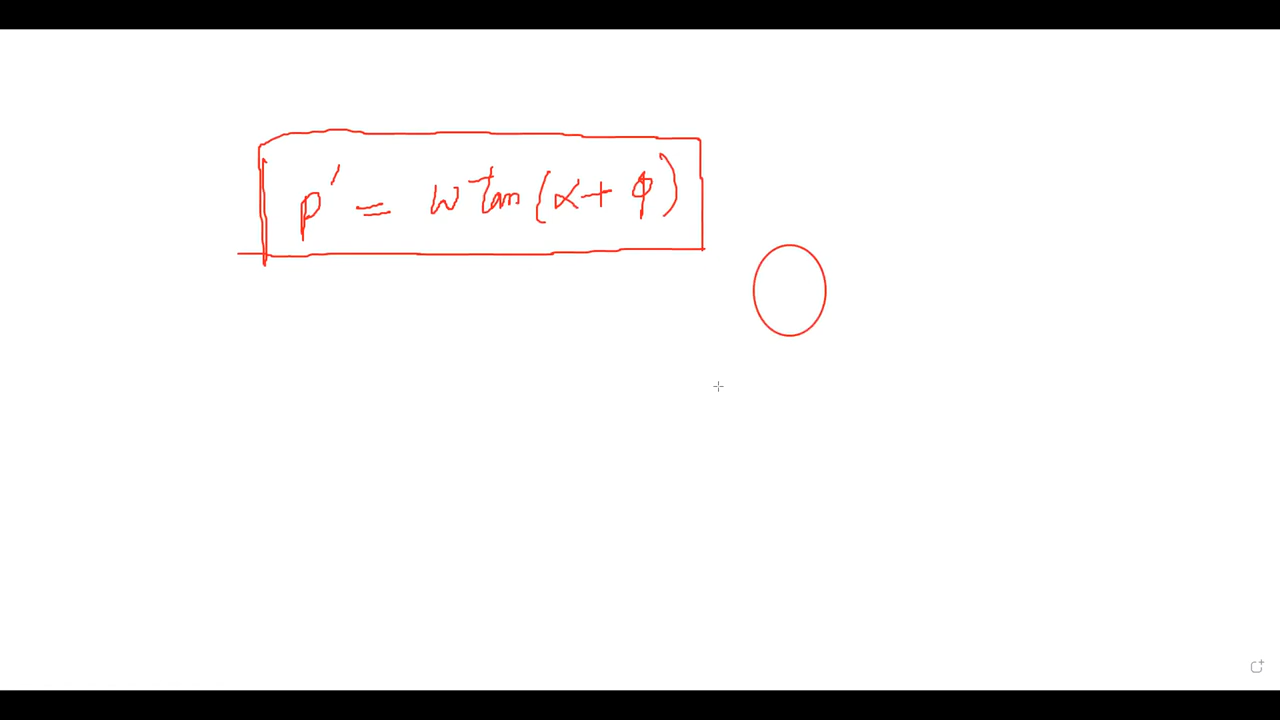 P' = W tan (α + φ)